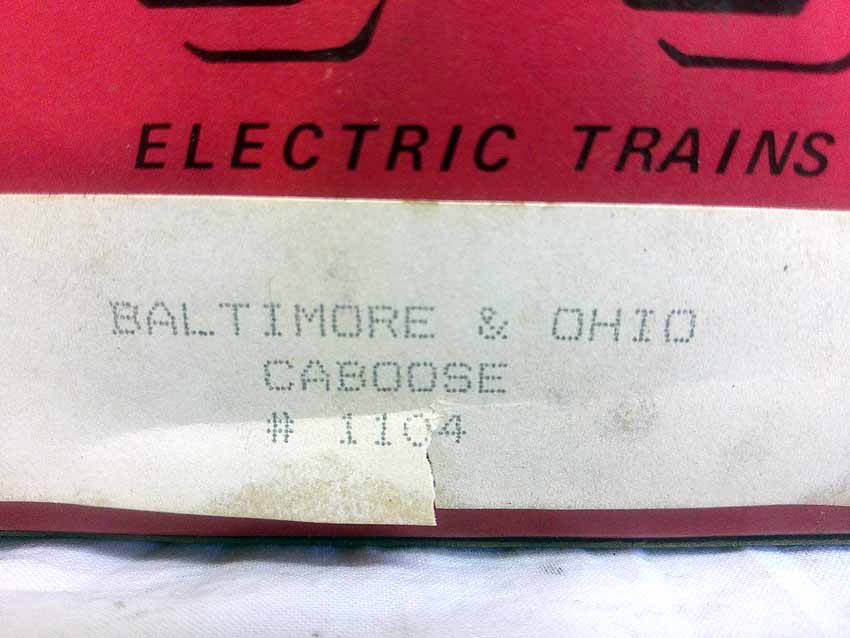 ELECTRIC TRAINS
BALTIMORE & OHIO
CABOOSE
# 1104